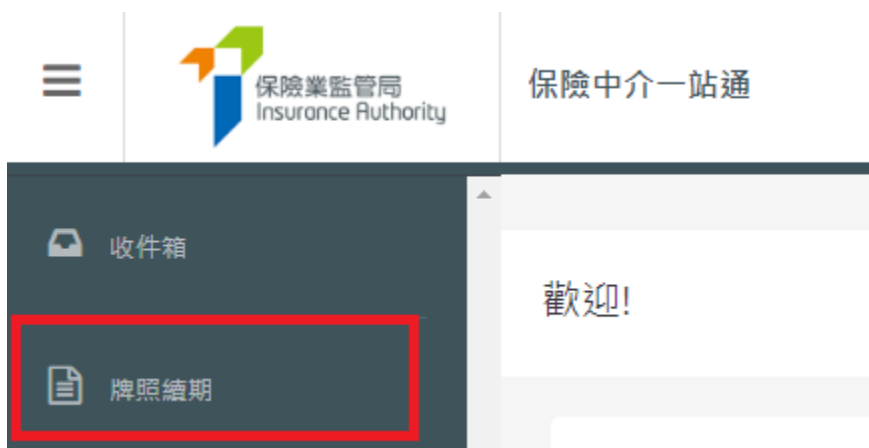 保險業監管局
Insurance Authority
保險中介一站通
收件箱
歡迎!
牌照續期